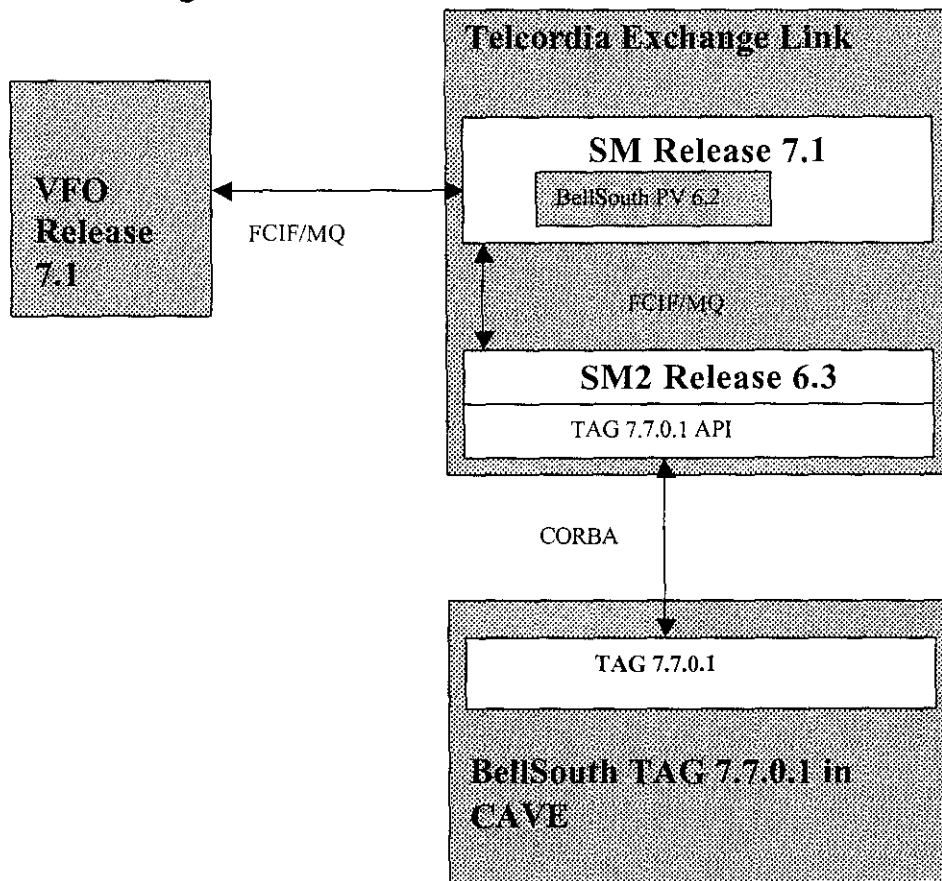 Telcordia Exchange Link
SM Release 7.1
BellSouth PV 6.2
VFO
Release
7.1
FCIF/MQ
FCIF/MQ
SM2 Release 6.3
TAG 7.7.0.1 API
CORBA
TAG 7.7.0.1
BellSouth TAG 7.7.0.1 in
CAVE